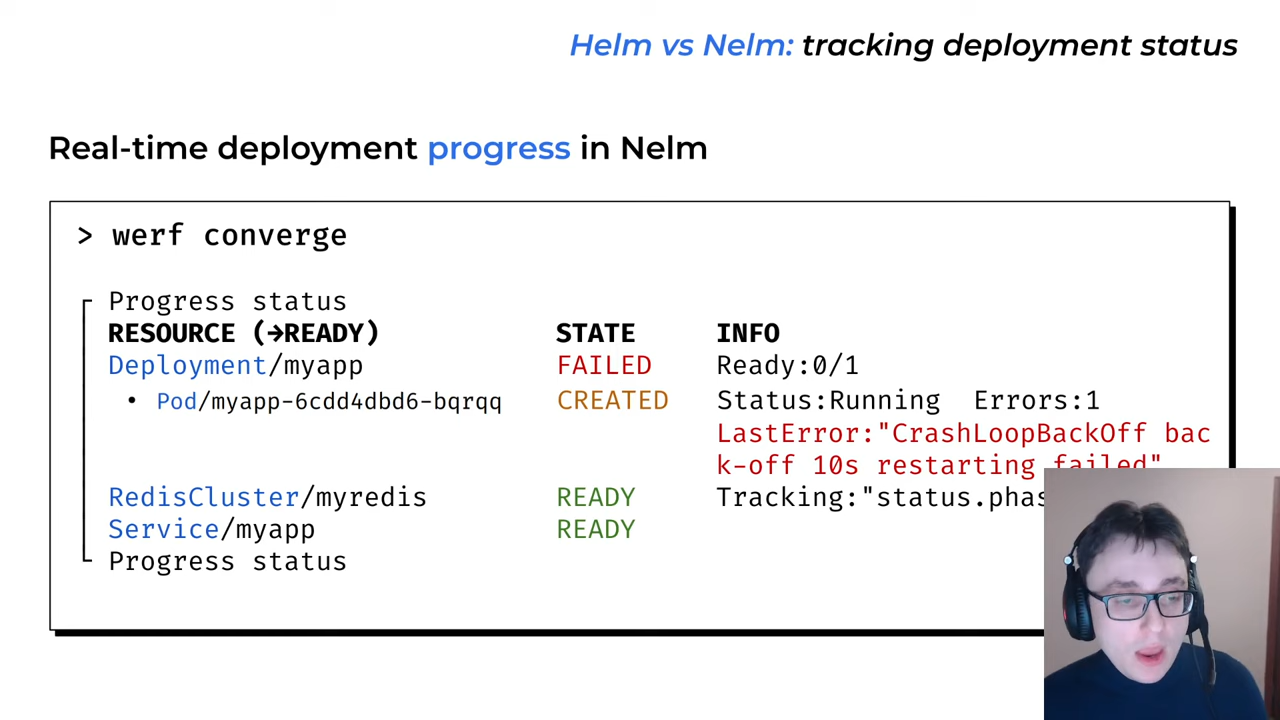 Helm vs Nelm: tracking deployment status
Real-time deployment progress in Nelm
> werf converge
Progress status
RESOURCE (→READY) STATE INFO
Deployment/myapp FAILED Ready:0/1
• Pod/myapp-6cdd4dbd6-bqrqq CREATED Status:Running Errors:1
LastError:"CrashLoopBackOff bac
k-off 10s restarting failed"
RedisCluster/myredis READY Tracking:"status.phas
Service/myapp READY
Progress status